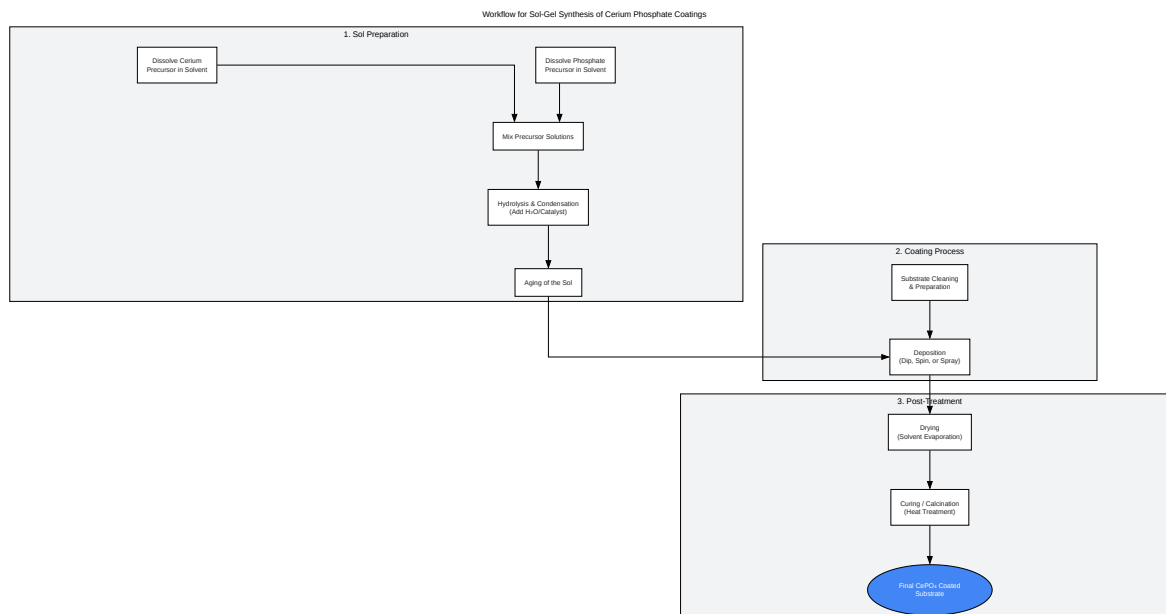 Workflow for Sol-Gel Synthesis of Cerium Phosphate Coatings
1. Sol Preparation
Dissolve Cerium
Precursor in Solvent
Dissolve Phosphate
Precursor in Solvent
Mix Precursor Solutions
Hydrolysis & Condensation
(Add H₂O/Catalyst)
Aging of the Sol
2. Coating Process
Substrate Cleaning
& Preparation
Deposition
(Dip, Spin, or Spray)
3. Post-Treatment
Drying
(Solvent Evaporation)
Curing / Calcination
(Heat Treatment)
Final CePO₄ Coated
Substrate